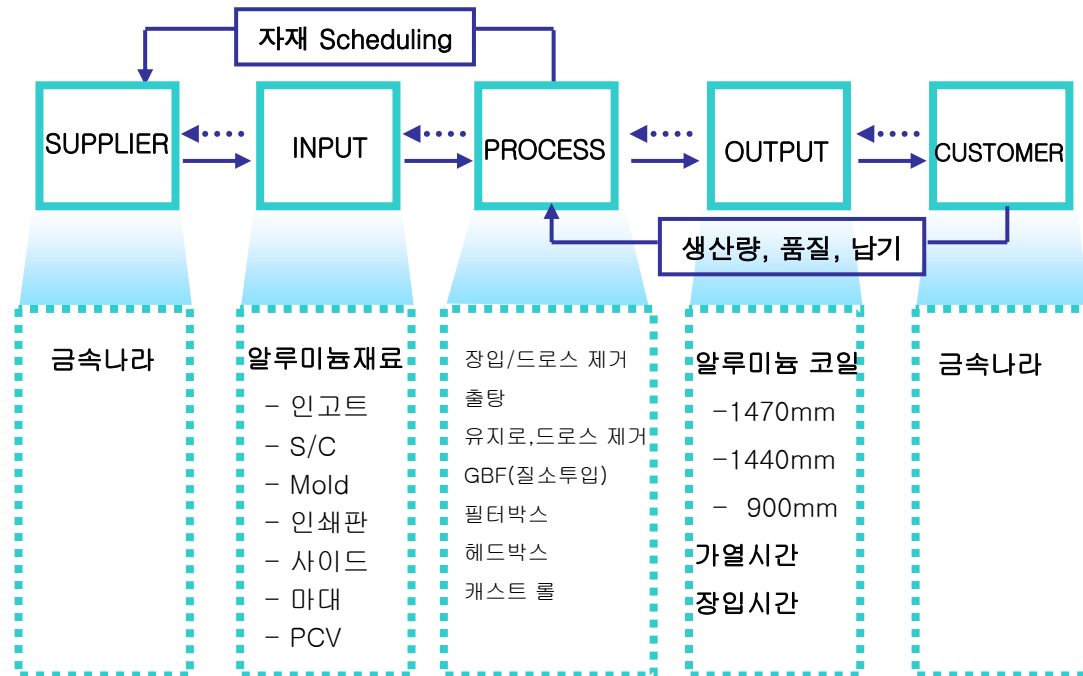 자재 Scheduling
SUPPLIER
INPUT
PROCESS
OUTPUT
CUSTOMER
생산량, 품질, 납기
금속나라
알루미늄재료
- 인고트
- S/C
- Mold
- 인쇄판
- 사이드
- 마대
- PCV
장입/드로스 제거
출탕
유지로,드로스 제거
GBF(질소투입)
필터박스
헤드박스
캐스트 롤
알루미늄 코일
-1470mm
-1440mm
- 900mm
가열시간
장입시간
금속나라